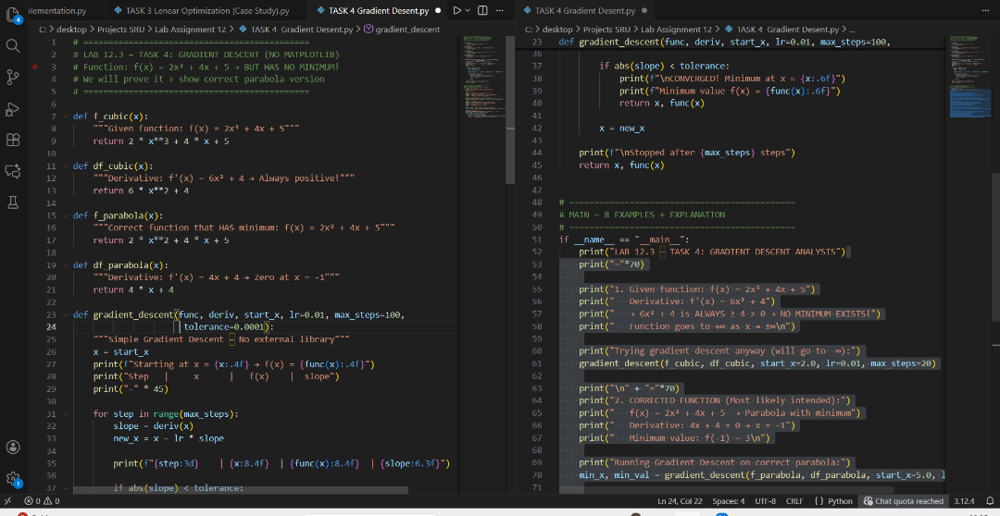 lementation.py TASK 3 Lenear Optimization (Case Study).py TASK 4 Gradient Desent.py
TASK 4 Gradient Desent.py
C: > desktop > Projects SRU > Lab Assignment 12 > TASK 4 Gradient Desent.py > gradient_descent
1 # =============================================
2 # LAB 12.3 – TASK 4: GRADIENT DESCENT (NO MATPLOTLIB)
3 # Function: f(x) = 2x³ + 4x + 5 → BUT HAS NO MINIMUM!
4 # We will prove it + show correct parabola version
5 # =============================================
6
7 def f_cubic(x):
8 """Given function: f(x) = 2x³ + 4x + 5"""
9 return 2 * x**3 + 4 * x + 5
10
11 def df_cubic(x):
12 """Derivative: f'(x) = 6x² + 4 → Always positive!"""
13 return 6 * x**2 + 4
14
15 def f_parabola(x):
16 """Correct function that HAS minimum: f(x) = 2x² + 4x + 5"""
17 return 2 * x**2 + 4 * x + 5
18
19 def df_parabola(x):
20 """Derivative: f'(x) = 4x + 4 → Zero at x = -1"""
21 return 4 * x + 4
22
23 def gradient_descent(func, deriv, start_x, lr=0.01, max_steps=100,
24 tolerance=0.0001):
25 """Simple Gradient Descent – No external library"""
26 x = start_x
27 print(f"Starting at x = {x:.4f} → f(x) = {func(x):.4f}")
28 print("Step | x | f(x) | slope")
29 print("-" * 45)
30
31 for step in range(max_steps):
32 slope = deriv(x)
33 new_x = x - lr * slope
34
35 print(f"{step:3d} | {x:8.4f} | {func(x):8.4f} | {slope:6.3f}")
36
37 if abs(slope) < tolerance:
C: > desktop > Projects SRU > Lab Assignment 12 > TASK 4 Gradient Desent.py > ...
23 def gradient_descent(func, deriv, start_x, lr=0.01, max_steps=100,
36
37 if abs(slope) < tolerance:
38 print(f"\nCONVERGED! Minimum at x = {x:.6f}")
39 print(f"Minimum value f(x) ≈ {func(x):.6f}")
40 return x, func(x)
41
42 x = new_x
43
44 print(f"\nStopped after {max_steps} steps")
45 return x, func(x)
46
47
48 # =============================================
49 # MAIN – 8 EXAMPLES + EXPLANATION
50 # =============================================
51 if __name__ == "__main__":
52 print("LAB 12.3 – TASK 4: GRADIENT DESCENT ANALYSIS")
53 print("="*70)
54
55 print("1. Given function: f(x) = 2x³ + 4x + 5")
56 print(" Derivative: f'(x) = 6x² + 4")
57 print(" → 6x² + 4 is ALWAYS ≥ 4 > 0 → NO MINIMUM EXISTS!")
58 print(" Function goes to +∞ as x → ±∞\n")
59
60 print("Trying gradient descent anyway (will go to -∞):")
61 gradient_descent(f_cubic, df_cubic, start_x=2.0, lr=0.01, max_steps=20)
62
63 print("\n" + "="*70)
64 print("2. CORRECTED FUNCTION (Most likely intended):")
65 print(" f(x) = 2x² + 4x + 5 → Parabola with minimum")
66 print(" Derivative: 4x + 4 = 0 → x = -1")
67 print(" Minimum value: f(-1) = 3\n")
68
69 print("Running Gradient Descent on correct parabola:")
70 min_x, min_val = gradient_descent(f_parabola, df_parabola, start_x=5.0, l
71
4
1
0 0
Ln 24, Col 22 Spaces: 4 UTF-8 CRLF {} Python Chat quota reached 3.12.4